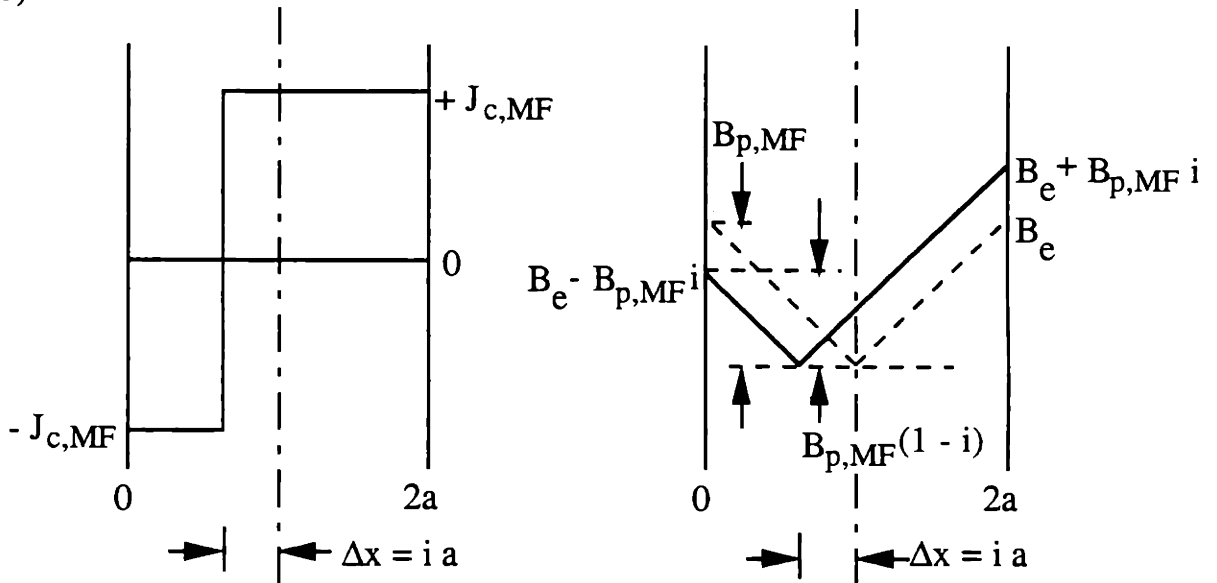 + J_c,MF
0
- J_c,MF
0
2a
Δx = i a
B_p,MF
B_e + B_p,MF i
B_e
B_e - B_p,MF i
B_p,MF (1 - i)
0
2a
Δx = i a